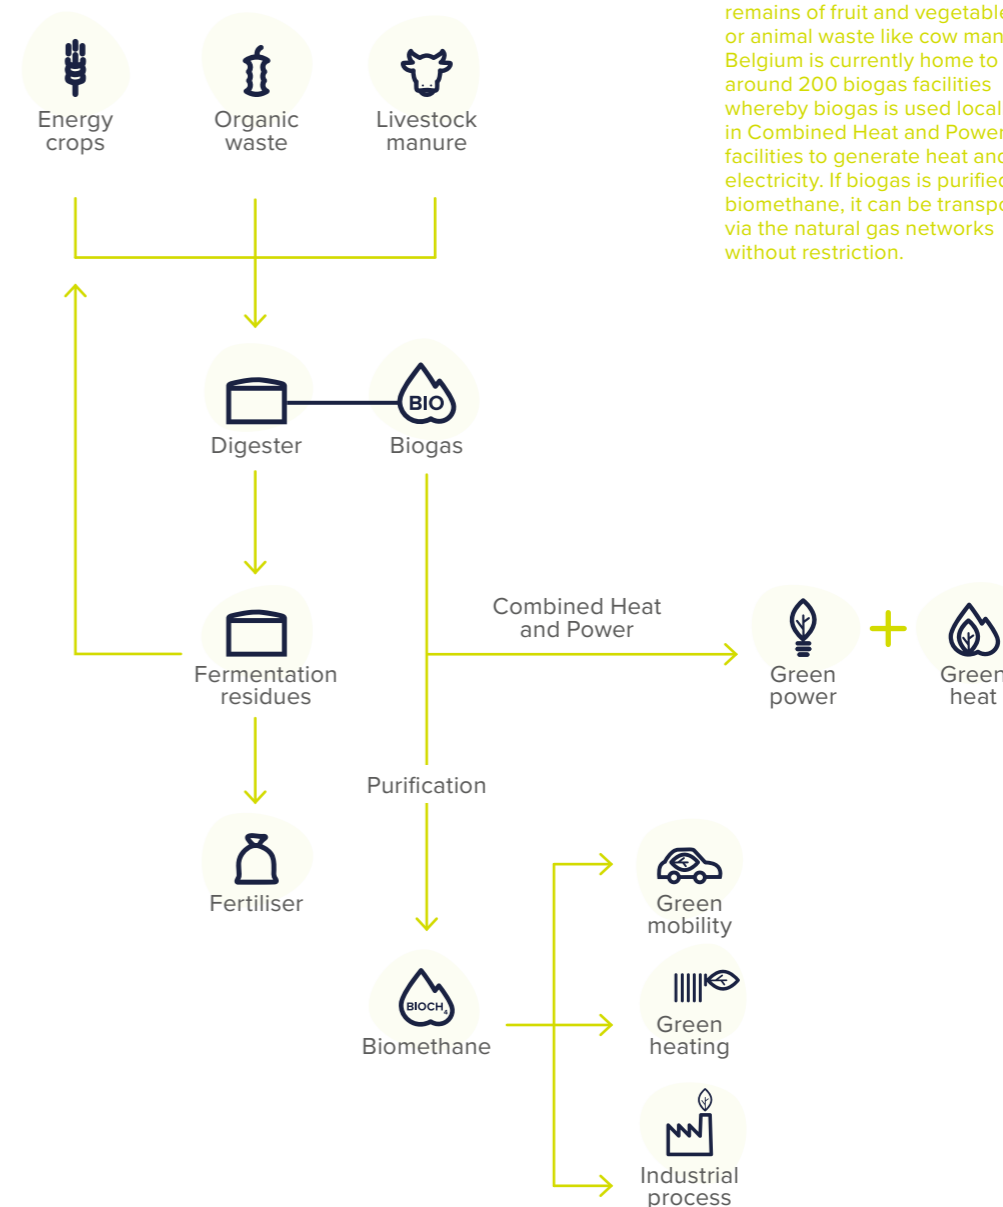 remains of fruit and vegetable
or animal waste like cow man
Belgium is currently home to
around 200 biogas facilities
whereby biogas is used local
in Combined Heat and Power
facilities to generate heat and
electricity. If biogas is purified
biomethane, it can be transpo
via the natural gas networks
without restriction.
Energy
crops
Organic
waste
Livestock
manure
BIO
Digester
Biogas
Combined Heat
and Power
Fermentation
residues
Green
power
Green
heat
Purification
Fertiliser
Green
mobility
BIOCH4
Biomethane
Green
heating
Industrial
process